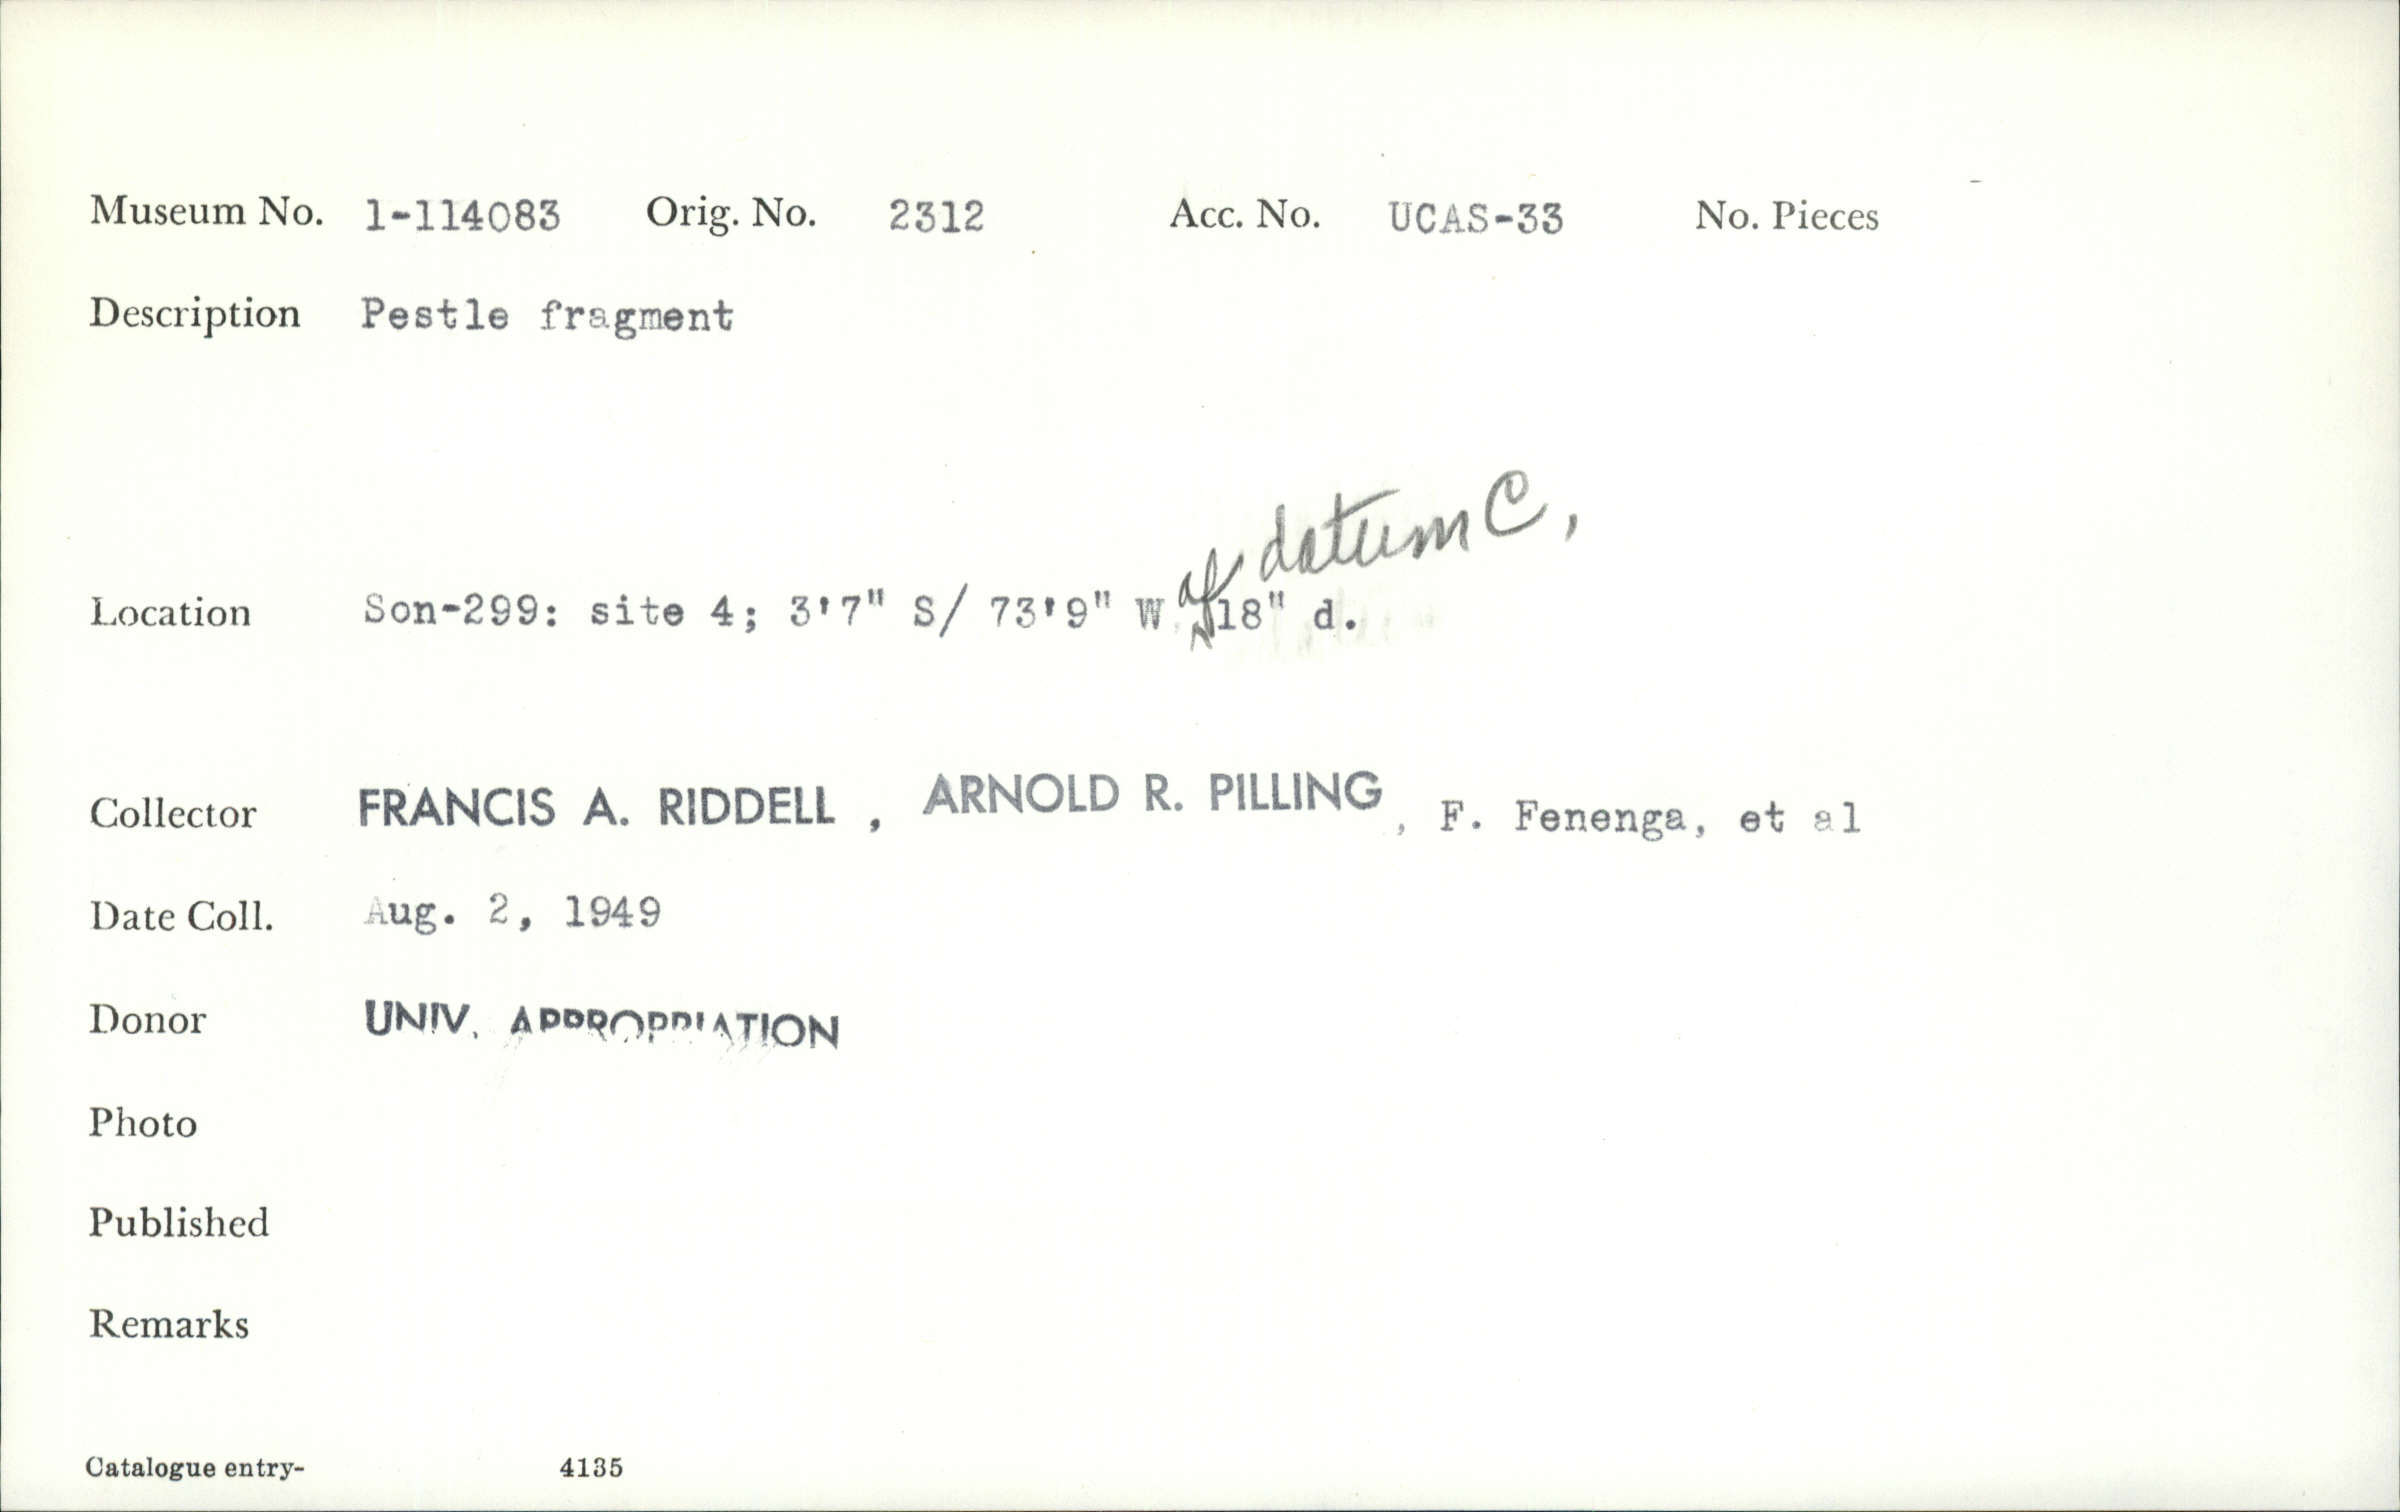 Museum No. 1-114083 Orig. No. 2312 Acc. No. UCAS-33 No. Pieces
Description Pestle fragment
of datum C,
Location Son-299: site 4; 3'7" S/ 73'9" W 18" d.
Collector FRANCIS A. RIDDELL , ARNOLD R. PILLING , F. Fenenga, et al
Date Coll. Aug. 2, 1949
Donor UNIV. APPROPRIATION
Photo
Published
Remarks
Catalogue entry- 4135